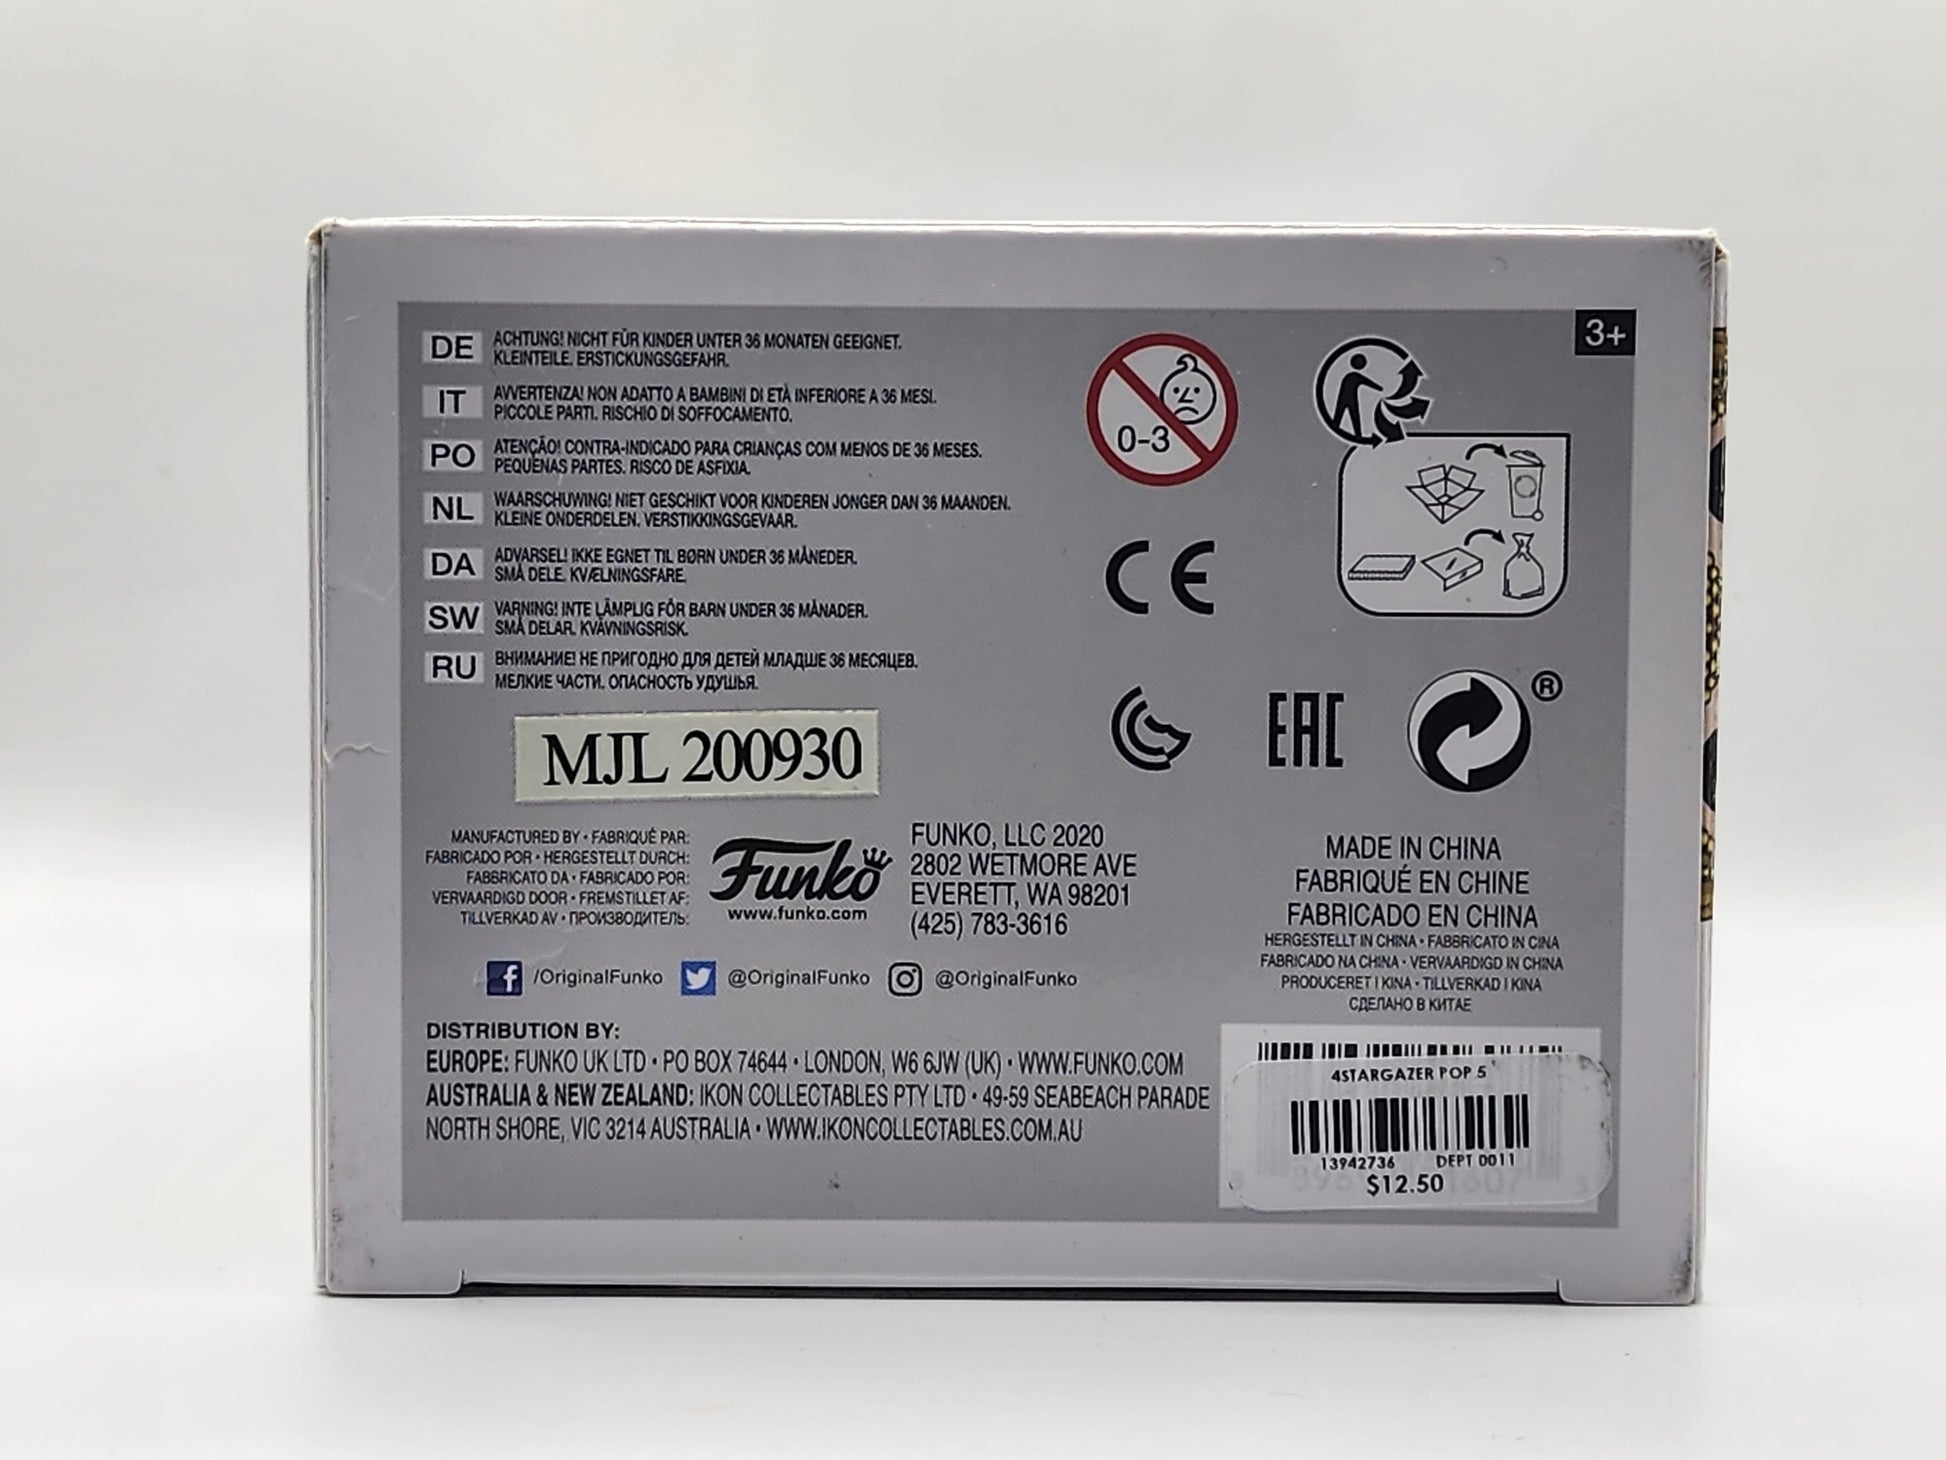 3+
DE ACHTUNG! NICHT FÜR KINDER UNTER 36 MONATEN GEEIGNET.
KLEINTEILE. ERSTICKUNGSGEFAHR.
IT AVVERTENZA! NON ADATTO A BAMBINI DI ETÀ INFERIORE A 36 MESI.
PICCOLE PARTI. RISCHIO DI SOFFOCAMENTO.
PO ATENÇÃO! CONTRA-INDICADO PARA CRIANÇAS COM MENOS DE 36 MESES.
PEQUENAS PARTES. RISCO DE ASFIXIA.
NL WAARSCHUWING! NIET GESCHIKT VOOR KINDEREN JONGER DAN 36 MAANDEN.
KLEINE ONDERDELEN. VERSTIKKINGSGEVAAR.
DA ADVARSEL! IKKE EGNET TIL BØRN UNDER 36 MÅNEDER.
SMÅ DELE. KVÆLNINGSFARE.
SW VARNING! INTE LÄMPLIG FÖR BARN UNDER 36 MÅNADER.
SMÅ DELAR. KVÄVNINGSRISK.
RU ВНИМАНИЕ! НЕ ПРИГОДНО ДЛЯ ДЕТЕЙ МЛАДШЕ 36 МЕСЯЦЕВ.
МЕЛКИЕ ЧАСТИ. ОПАСНОСТЬ УДУШЬЯ.
0-3
CE
EAC
®
MJL 200930
MANUFACTURED BY • FABRIQUÉ PAR:
FABRICADO POR • HERGESTELLT DURCH:
FABBRICATO DA • FABRICADO POR:
VERVAARDIGD DOOR • FREMSTILLET AF:
TILLVERKAD AV • ПРОИЗВОДИТЕЛЬ:
Funko
www.funko.com
FUNKO, LLC 2020
2802 WETMORE AVE
EVERETT, WA 98201
(425) 783-3616
MADE IN CHINA
FABRIQUÉ EN CHINE
FABRICADO EN CHINA
HERGESTELLT IN CHINA • FABBRICATO IN CINA
FABRICADO NA CHINA • VERVAARDIGD IN CHINA
PRODUCERET I KINA • TILLVERKAD I KINA
СДЕЛАНО В КИТАЕ
f /OriginalFunko @OriginalFunko @OriginalFunko
DISTRIBUTION BY:
EUROPE: FUNKO UK LTD • PO BOX 74644 • LONDON, W6 6JW (UK) • WWW.FUNKO.COM
AUSTRALIA & NEW ZEALAND: IKON COLLECTABLES PTY LTD • 49-59 SEABEACH PARADE
NORTH SHORE, VIC 3214 AUSTRALIA • WWW.IKONCOLLECTABLES.COM.AU
4STARGAZER POP 5
13942736 DEPT 0011
$12.50